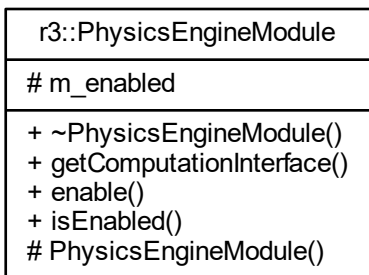 r3::PhysicsEngineModule
# m_enabled
+ ~PhysicsEngineModule()
+ getComputationInterface()
+ enable()
+ isEnabled()
# PhysicsEngineModule()